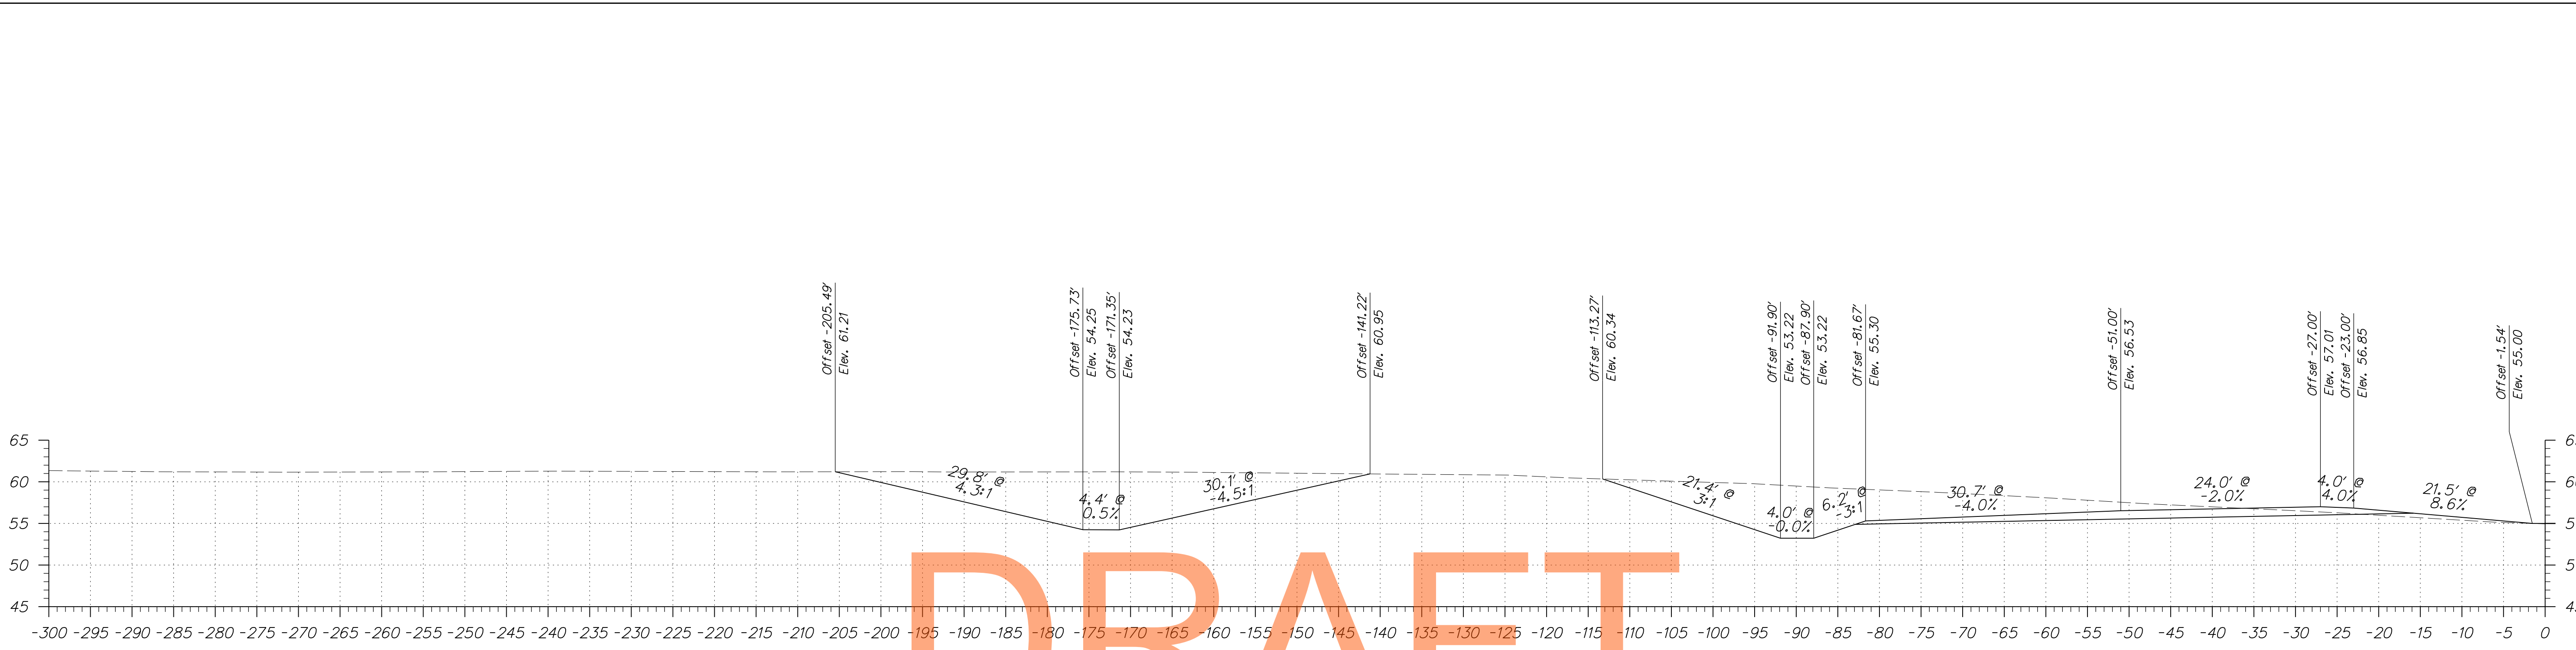 Offset -205.49'
Elev. 61.21
Offset -175.73'
Elev. 54.25
Offset -171.35'
Elev. 54.23
Offset -141.22'
Elev. 60.95
Offset -113.27'
Elev. 60.34
Offset -91.90'
Elev. 53.22
Offset -87.90'
Elev. 53.22
Offset -81.67'
Elev. 55.30
Offset -51.00'
Elev. 56.53
Offset -27.00'
Elev. 57.01
Offset -23.00'
Elev. 56.85
Offset -1.54'
Elev. 55.00
65
60
55
50
45
29.8' @
4.3:1
4.4' @
0.5%
30.1' @
-4.5:1
21.4' @
3:1
4.0' @
-0.0%
6.2' @
-3:1
30.7' @
-4.0%
24.0' @
-2.0%
4.0' @
4.0%
21.5' @
8.6%
DRAFT
-300 -295 -290 -285 -280 -275 -270 -265 -260 -255 -250 -245 -240 -235 -230 -225 -220 -215 -210 -205 -200 -195 -190 -185 -180 -175 -170 -165 -160 -155 -150 -145 -140 -135 -130 -125 -120 -115 -110 -105 -100 -95 -90 -85 -80 -75 -70 -65 -60 -55 -50 -45 -40 -35 -30 -25 -20 -15 -10 -5 0